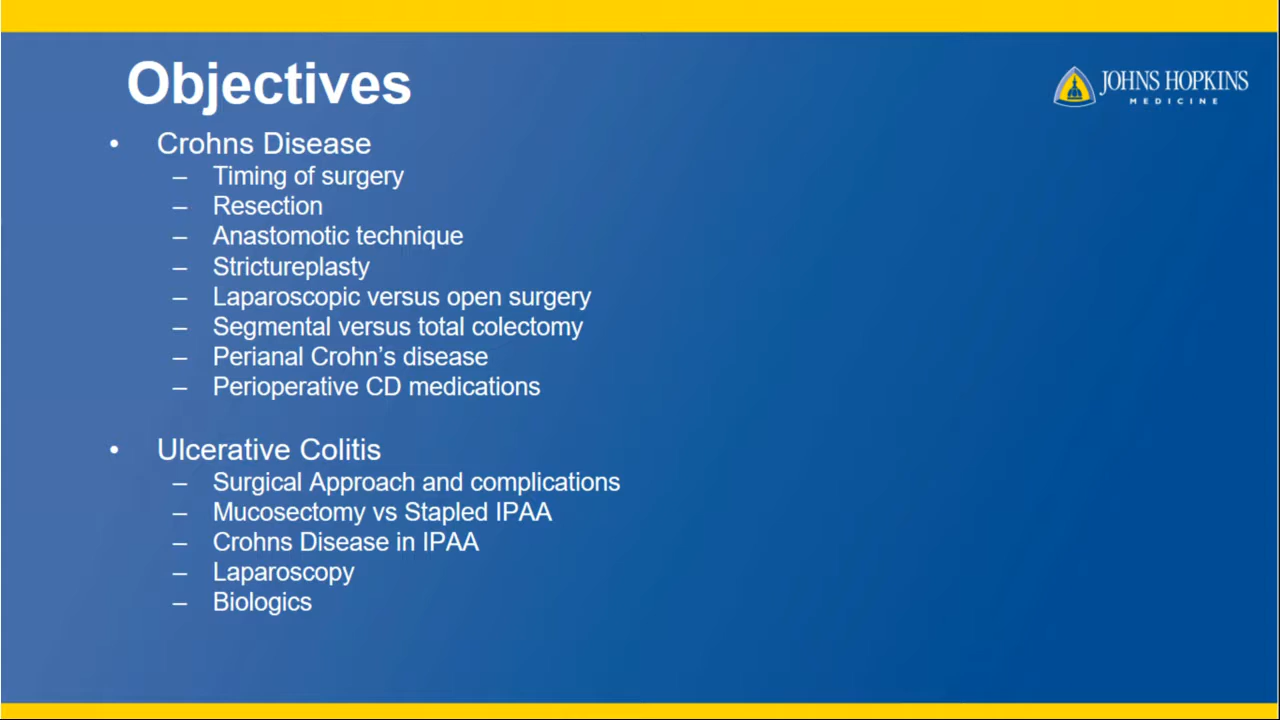 Objectives
JOHNS HOPKINS
MEDICINE
• Crohns Disease
– Timing of surgery
– Resection
– Anastomotic technique
– Strictureplasty
– Laparoscopic versus open surgery
– Segmental versus total colectomy
– Perianal Crohn’s disease
– Perioperative CD medications
• Ulcerative Colitis
– Surgical Approach and complications
– Mucosectomy vs Stapled IPAA
– Crohns Disease in IPAA
– Laparoscopy
– Biologics